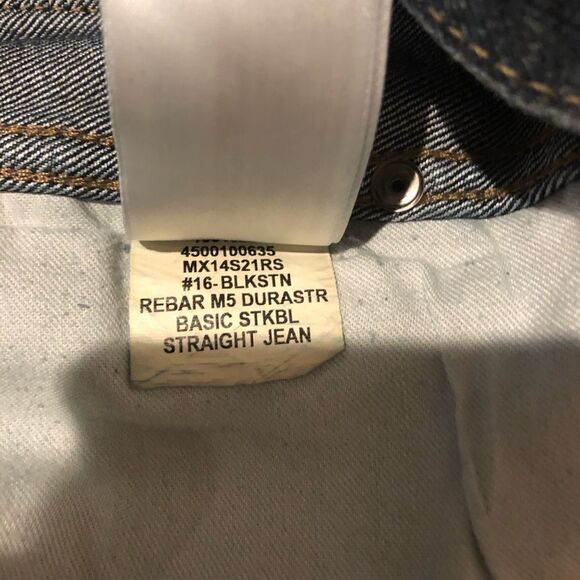 4500100635
MX14S21RS
#16-BLKSTN
REBAR M5 DURASTR
BASIC STKBL
STRAIGHT JEAN